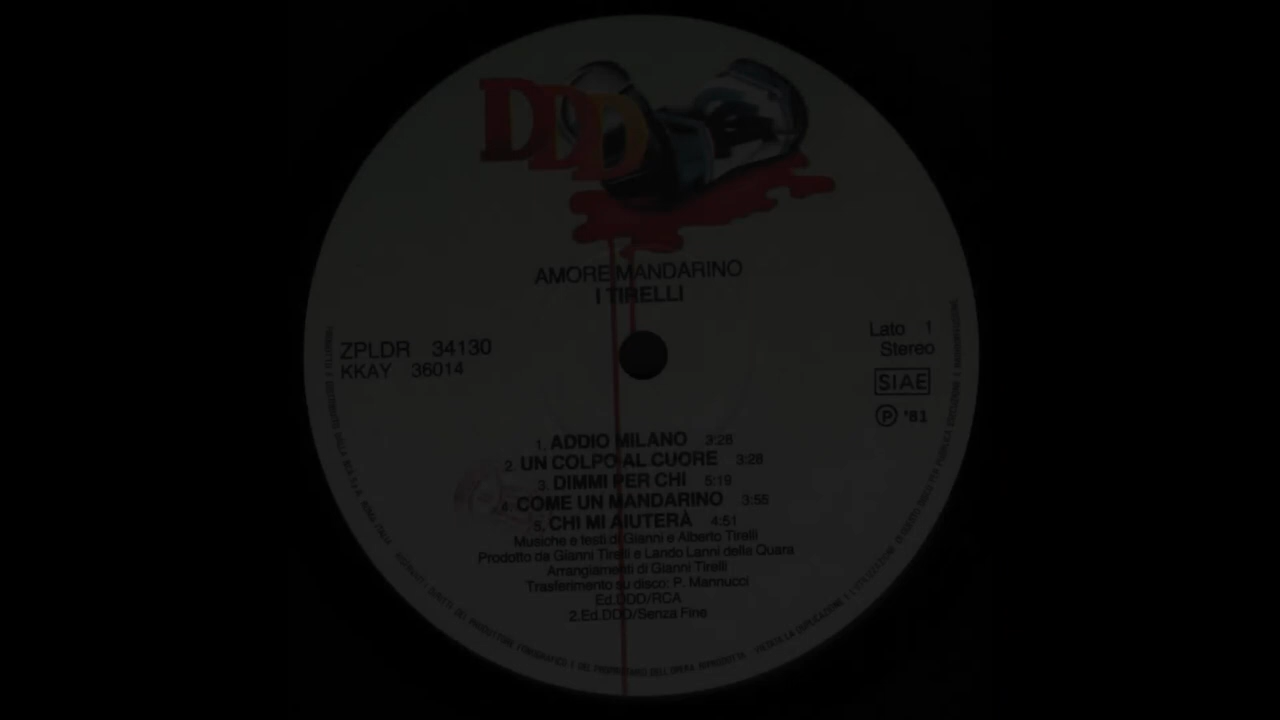 DDD
AMORE MANDARINO
I TIRELLI
ZPLDR 34130
KKAY 36014
Lato 1
Stereo
SIAE
P '81
1. ADDIO MILANO 3:28
2. UN COLPO AL CUORE 3:28
3. DIMMI PER CHI 5:19
4. COME UN MANDARINO 3:55
5. CHI MI AIUTERÀ 4:51
Musiche e testi di Gianni e Alberto Tirelli
Prodotto da Gianni Tirelli e Lando Lanni della Quara
Arrangiamenti di Gianni Tirelli
Trasferimento su disco: P. Mannucci
Ed.DDD/RCA
2.Ed.DDD/Senza Fine